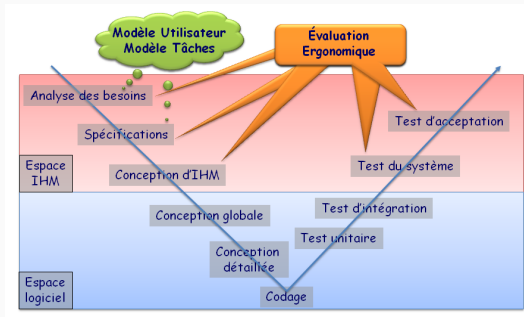 Modèle Utilisateur
Modèle Tâches
Évaluation
Ergonomique
Analyse des besoins
Spécifications
Conception d'IHM
Espace
IHM
Conception globale
Conception
détaillée
Codage
Test unitaire
Test d'intégration
Test du système
Test d'acceptation
Espace
logiciel